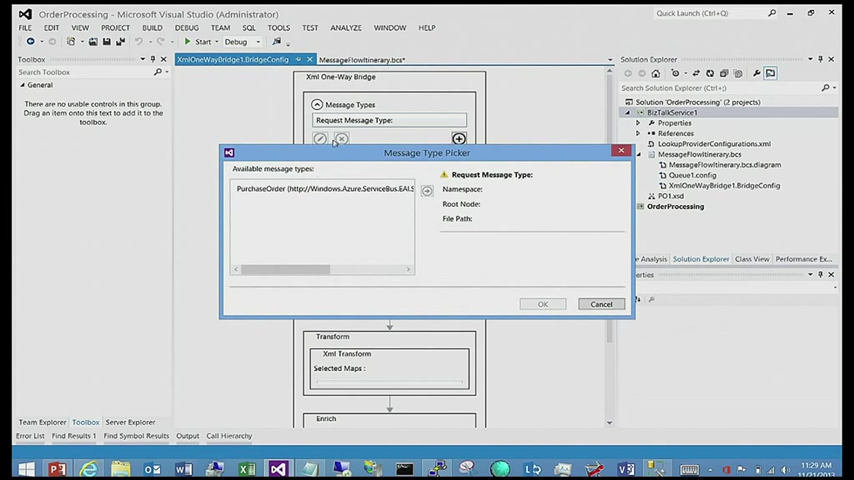 OrderProcessing - Microsoft Visual Studio (Administrator)
Quick Launch (Ctrl+Q)
FILE EDIT VIEW PROJECT BUILD DEBUG TEAM SQL TOOLS TEST ANALYZE WINDOW HELP
Start Debug
Toolbox
XmlOneWayBridge1.BridgeConfig
MessageFlowItinerary.bcs*
Solution Explorer
Search Toolbox
General
There are no usable controls in this group.
Drag an item onto this text to add it to the
toolbox.
Xml One-Way Bridge
Message Types
Request Message Type:
Search Solution Explorer (Ctrl+;)
Solution 'OrderProcessing' (2 projects)
BizTalkService1
Properties
References
LookupProviderConfigurations.xml
MessageFlowItinerary.bcs
MessageFlowItinerary.bcs.diagram
Queue1.config
XmlOneWayBridge1.BridgeConfig
PO1.xsd
OrderProcessing
Message Type Picker
Available message types:
PurchaseOrder (http://Windows.Azure.ServiceBus.EAI.S
Request Message Type:
Namespace:
Root Node:
File Path:
OK
Cancel
Analysis Solution Explorer Class View Performance Ex...
Transform
Xml Transform
Selected Maps :
Enrich
Team Explorer Toolbox Server Explorer
Error List Find Results 1 Find Symbol Results Output Call Hierarchy
11:29 AM
11/21/2013